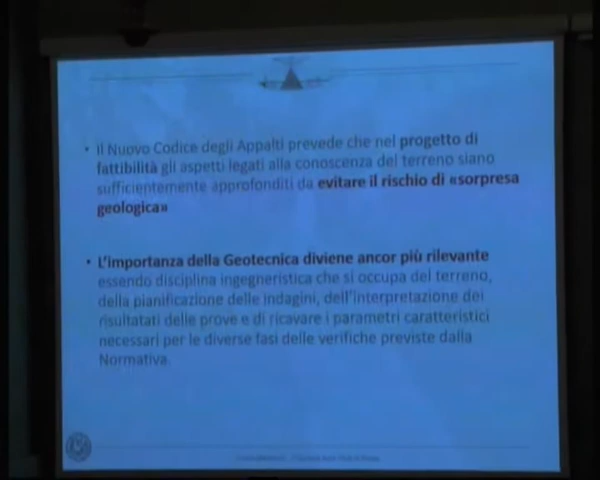 • Il Nuovo Codice degli Appalti prevede che nel progetto di
fattibilità gli aspetti legati alla conoscenza del terreno siano
sufficientemente approfonditi da evitare il rischio di «sorpresa
geologica»
• L'importanza della Geotecnica diviene ancor più rilevante
essendo disciplina ingegneristica che si occupa del terreno,
della pianificazione delle indagini, dell'interpretazione dei
risultatati delle prove e di ricavare i parametri caratteristici
necessari per le diverse fasi delle verifiche previste dalla
Normativa.